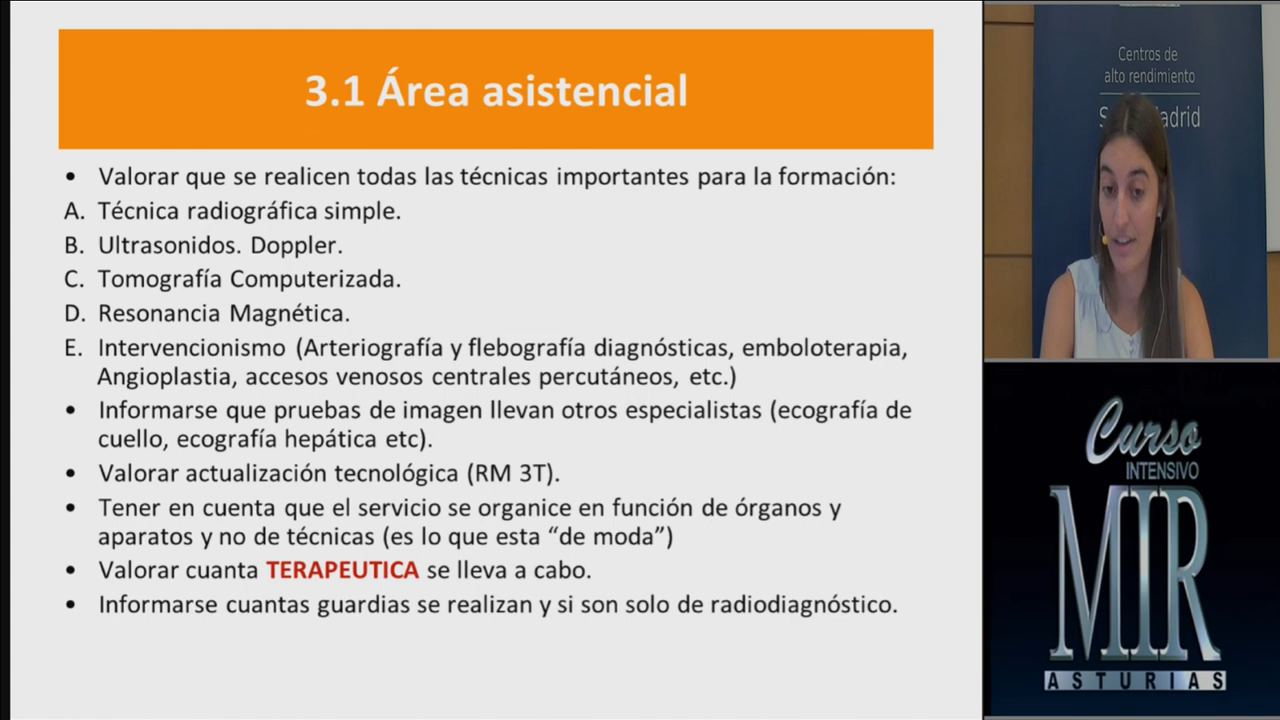 3.1 Área asistencial
• Valorar que se realicen todas las técnicas importantes para la formación:
A. Técnica radiográfica simple.
B. Ultrasonidos. Doppler.
C. Tomografía Computerizada.
D. Resonancia Magnética.
E. Intervencionismo (Arteriografía y flebografía diagnósticas, emboloterapia,
Angioplastia, accesos venosos centrales percutáneos, etc.)
• Informarse que pruebas de imagen llevan otros especialistas (ecografía de
cuello, ecografía hepática etc).
• Valorar actualización tecnológica (RM 3T).
• Tener en cuenta que el servicio se organice en función de órganos y
aparatos y no de técnicas (es lo que esta “de moda”)
• Valorar cuanta TERAPEUTICA se lleva a cabo.
• Informarse cuantas guardias se realizan y si son solo de radiodiagnóstico.
Centros de
alto rendimiento
Curso
INTENSIVO
MIR
ASTURIAS